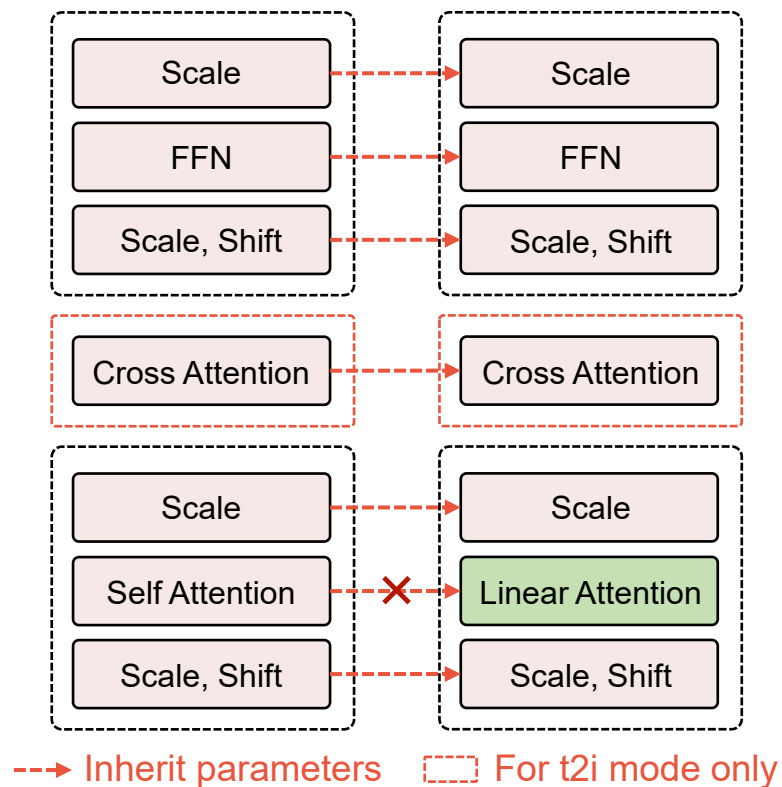 Scale
Scale
FFN
FFN
Scale, Shift
Scale, Shift
Cross Attention
Cross Attention
Scale
Scale
Self Attention
Linear Attention
Scale, Shift
Scale, Shift
Inherit parameters
For t2i mode only